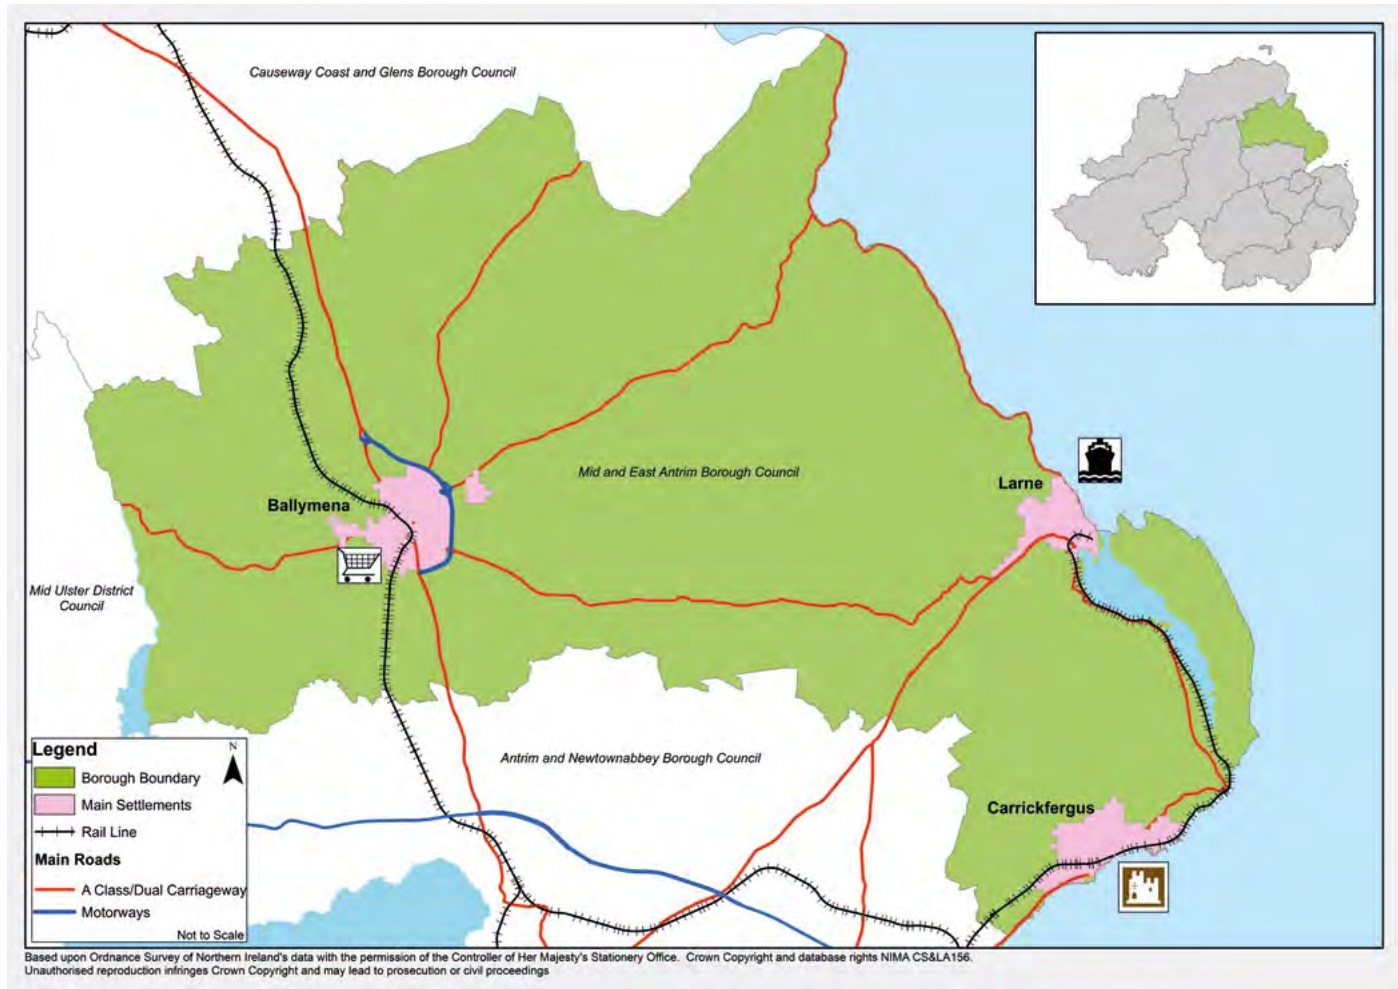 Causeway Coast and Glens Borough Council
Mid and East Antrim Borough Council
Larne
Ballymena
Mid Ulster District
Council
Antrim and Newtownabbey Borough Council
Carrickfergus
Legend
N
Borough Boundary
Main Settlements
Rail Line
Main Roads
A Class/Dual Carriageway
Motorways
Not to Scale
Based upon Ordnance Survey of Northern Ireland's data with the permission of the Controller of Her Majesty's Stationery Office. Crown Copyright and database rights NIMA CS&LA156.
Unauthorised reproduction infringes Crown Copyright and may lead to prosecution or civil proceedings